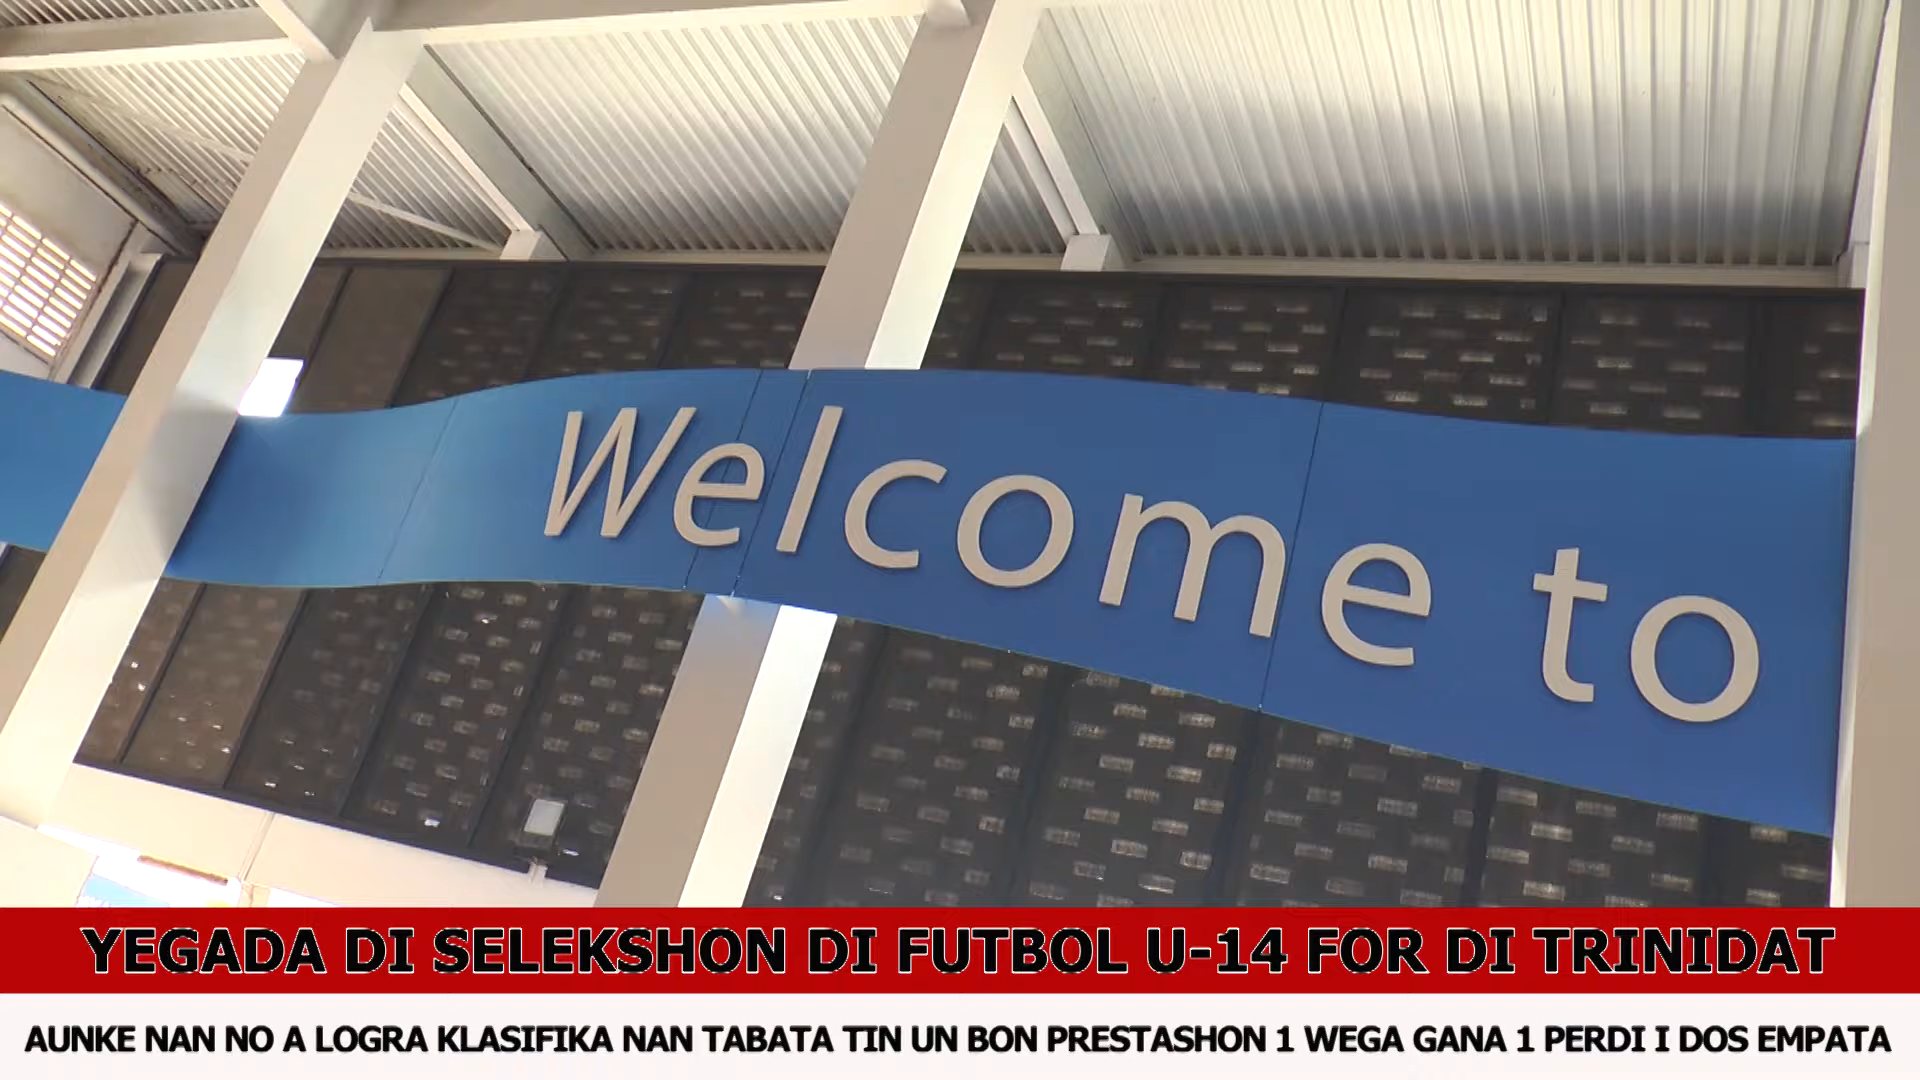 Welcome to
YEGADA DI SELEKSHON DI FUTBOL U-14 FOR DI TRINIDAT
AUNKE NAN NO A LOGRA KLASIFIKA NAN TABATA TIN UN BON PRESTASHON 1 WEGA GANA 1 PERDI I DOS EMPATA